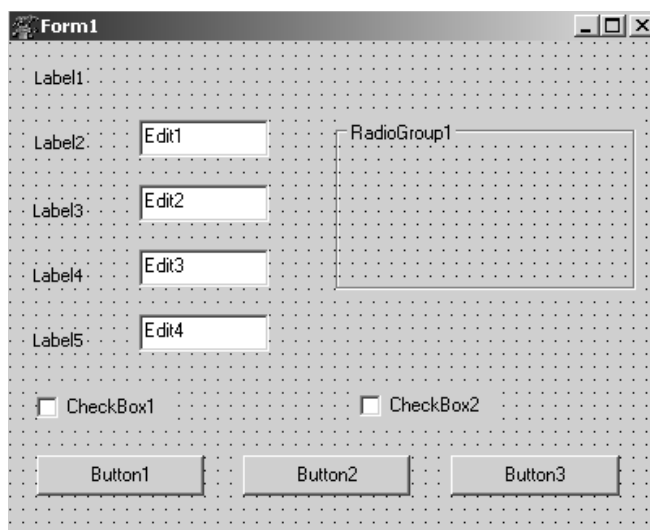 Form1
Label1
Label2
Edit1
RadioGroup1
Label3
Edit2
Label4
Edit3
Label5
Edit4
CheckBox1
CheckBox2
Button1
Button2
Button3